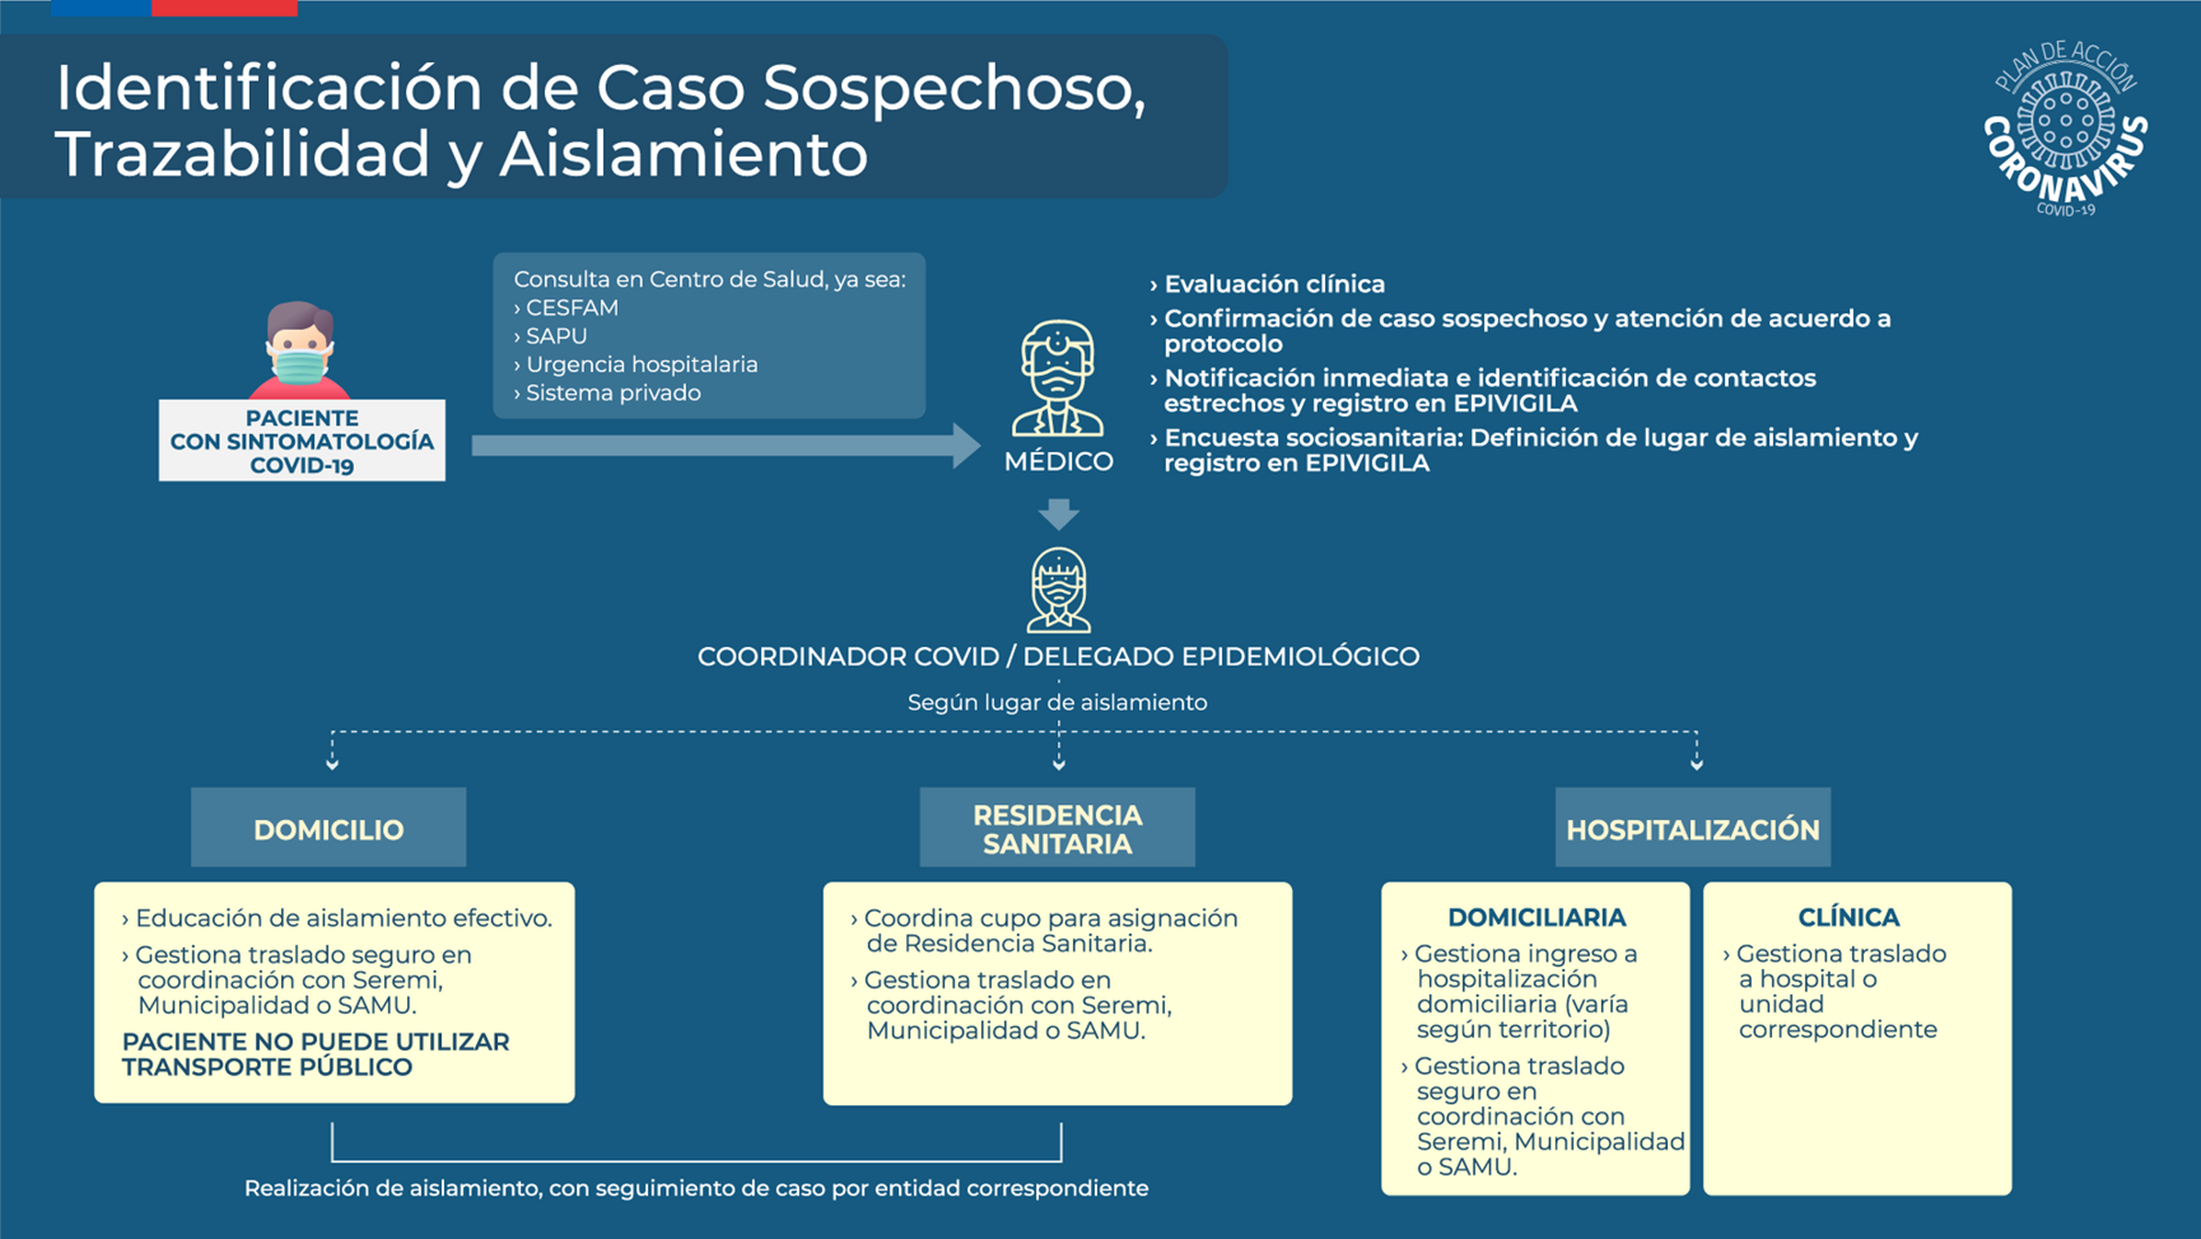 Identificación de Caso Sospechoso,
Trazabilidad y Aislamiento
PLAN DE ACCIÓN
CORONAVIRUS
COVID-19
PACIENTE
CON SINTOMATOLOGÍA
COVID-19
Consulta en Centro de Salud, ya sea:
› CESFAM
› SAPU
› Urgencia hospitalaria
› Sistema privado
MÉDICO
› Evaluación clínica
› Confirmación de caso sospechoso y atención de acuerdo a
protocolo
› Notificación inmediata e identificación de contactos
estrechos y registro en EPIVIGILA
› Encuesta sociosanitaria: Definición de lugar de aislamiento y
registro en EPIVIGILA
COORDINADOR COVID / DELEGADO EPIDEMIOLÓGICO
Según lugar de aislamiento
DOMICILIO
› Educación de aislamiento efectivo.
› Gestiona traslado seguro en
coordinación con Seremi,
Municipalidad o SAMU.
PACIENTE NO PUEDE UTILIZAR
TRANSPORTE PÚBLICO
RESIDENCIA
SANITARIA
› Coordina cupo para asignación
de Residencia Sanitaria.
› Gestiona traslado en
coordinación con Seremi,
Municipalidad o SAMU.
HOSPITALIZACIÓN
DOMICILIARIA
› Gestiona ingreso a
hospitalización
domiciliaria (varía
según territorio)
› Gestiona traslado
seguro en
coordinación con
Seremi, Municipalidad
o SAMU.
CLÍNICA
› Gestiona traslado
a hospital o
unidad
correspondiente
Realización de aislamiento, con seguimiento de caso por entidad correspondiente